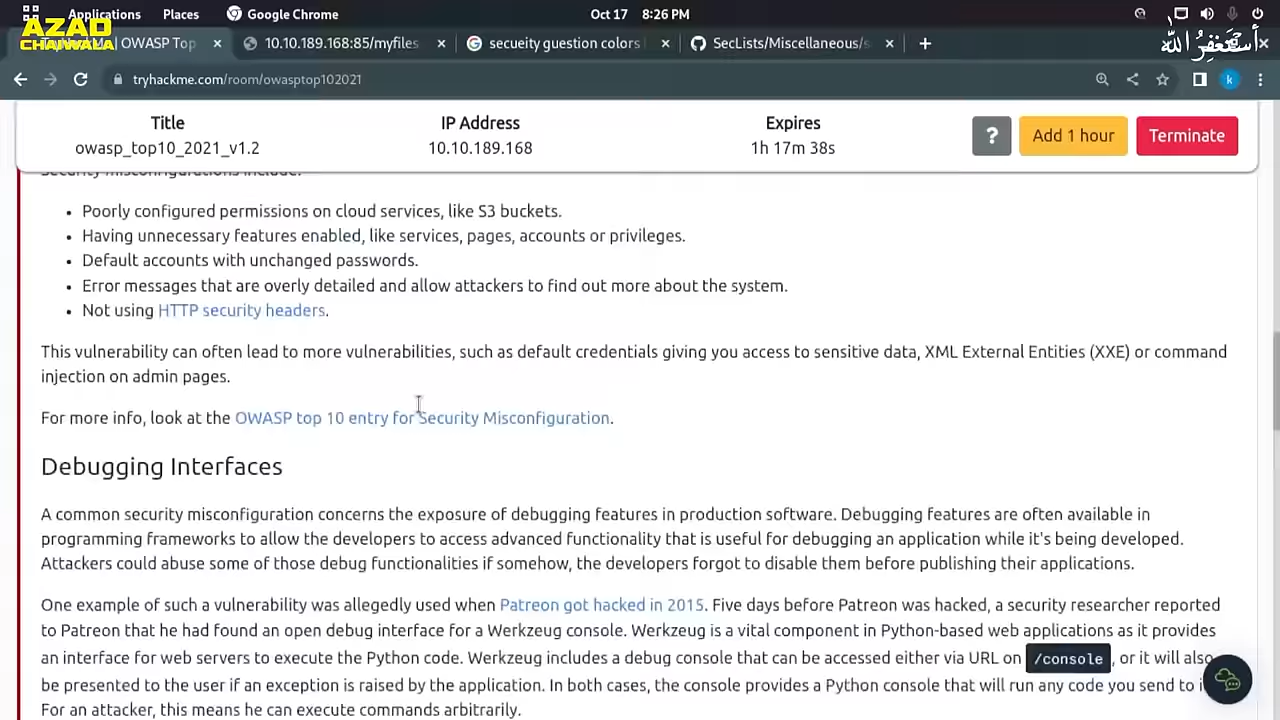 Applications Places Google Chrome Oct 17 8:26 PM
AZAD
CHAIWALA
أستغفر الله
OWASP Top 10.10.189.168:85/myfiles secueity guestion colors l SecLists/Miscellaneous/s
tryhackme.com/room/owasptop102021 k
Title IP Address Expires
owasp_top10_2021_v1.2 10.10.189.168 1h 17m 38s ? Add 1 hour Terminate
Security misconfigurations include:
• Poorly configured permissions on cloud services, like S3 buckets.
• Having unnecessary features enabled, like services, pages, accounts or privileges.
• Default accounts with unchanged passwords.
• Error messages that are overly detailed and allow attackers to find out more about the system.
• Not using HTTP security headers.
This vulnerability can often lead to more vulnerabilities, such as default credentials giving you access to sensitive data, XML External Entities (XXE) or command
injection on admin pages.
For more info, look at the OWASP top 10 entry for Security Misconfiguration.
Debugging Interfaces
A common security misconfiguration concerns the exposure of debugging features in production software. Debugging features are often available in
programming frameworks to allow the developers to access advanced functionality that is useful for debugging an application while it's being developed.
Attackers could abuse some of those debug functionalities if somehow, the developers forgot to disable them before publishing their applications.
One example of such a vulnerability was allegedly used when Patreon got hacked in 2015. Five days before Patreon was hacked, a security researcher reported
to Patreon that he had found an open debug interface for a Werkzeug console. Werkzeug is a vital component in Python-based web applications as it provides
an interface for web servers to execute the Python code. Werkzeug includes a debug console that can be accessed either via URL on /console, or it will also
be presented to the user if an exception is raised by the application. In both cases, the console provides a Python console that will run any code you send to
For an attacker, this means he can execute commands arbitrarily.